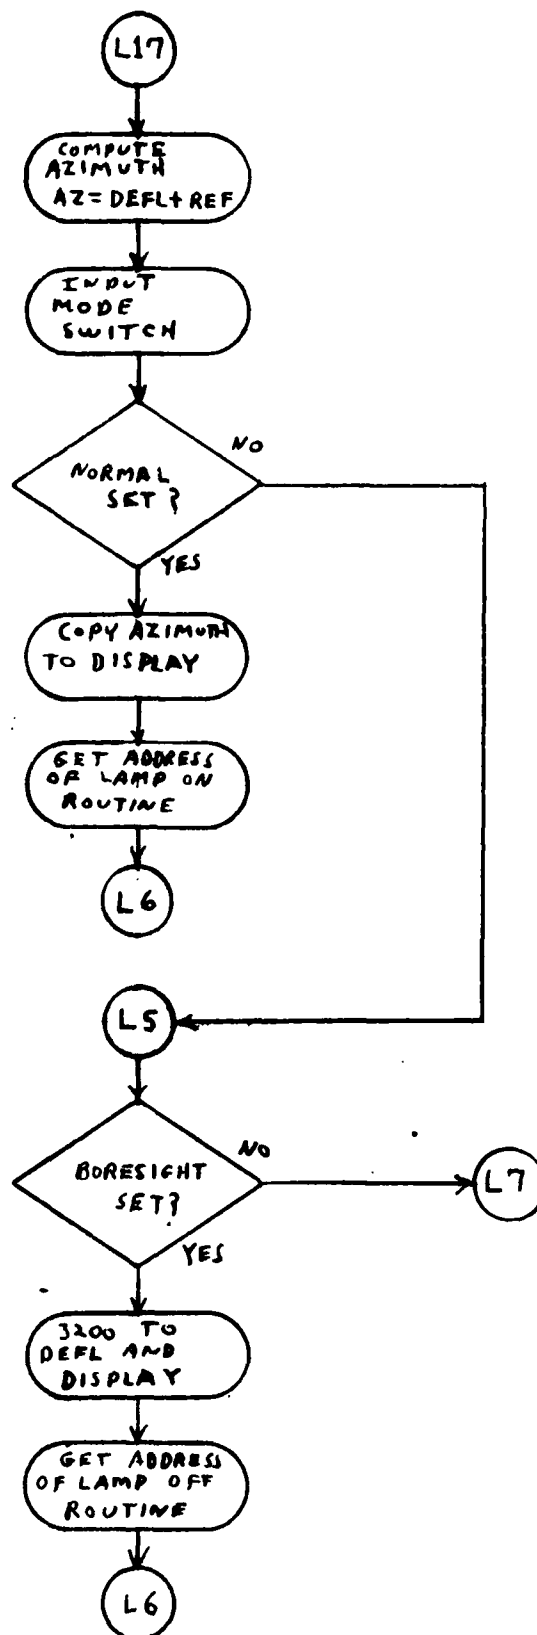 L17
COMPUTE
AZIMUTH
AZ=DEFL+REF
INPUT
MODE
SWITCH
NO
NORMAL
SET?
YES
COPY AZIMUTH
TO DISPLAY
GET ADDRESS
OF LAMP ON
ROUTINE
L6
L5
NO
BORESIGHT
SET?
L7
YES
3200 TO
DEFL AND
DISPLAY
GET ADDRESS
OF LAMP OFF
ROUTINE
L6